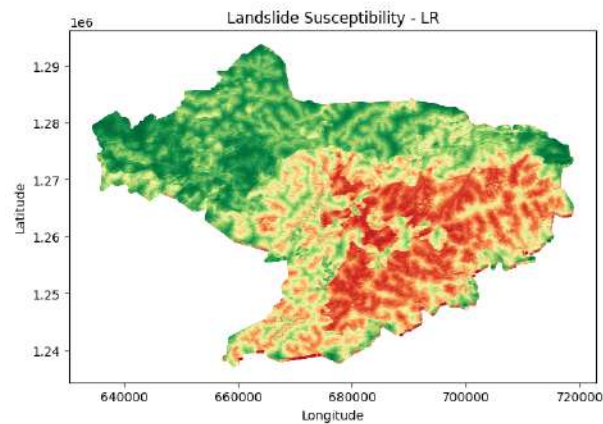 Landslide Susceptibility - LR
1e6
1.29
1.28
1.27
1.26
1.25
1.24
Latitude
640000 660000 680000 700000 720000
Longitude